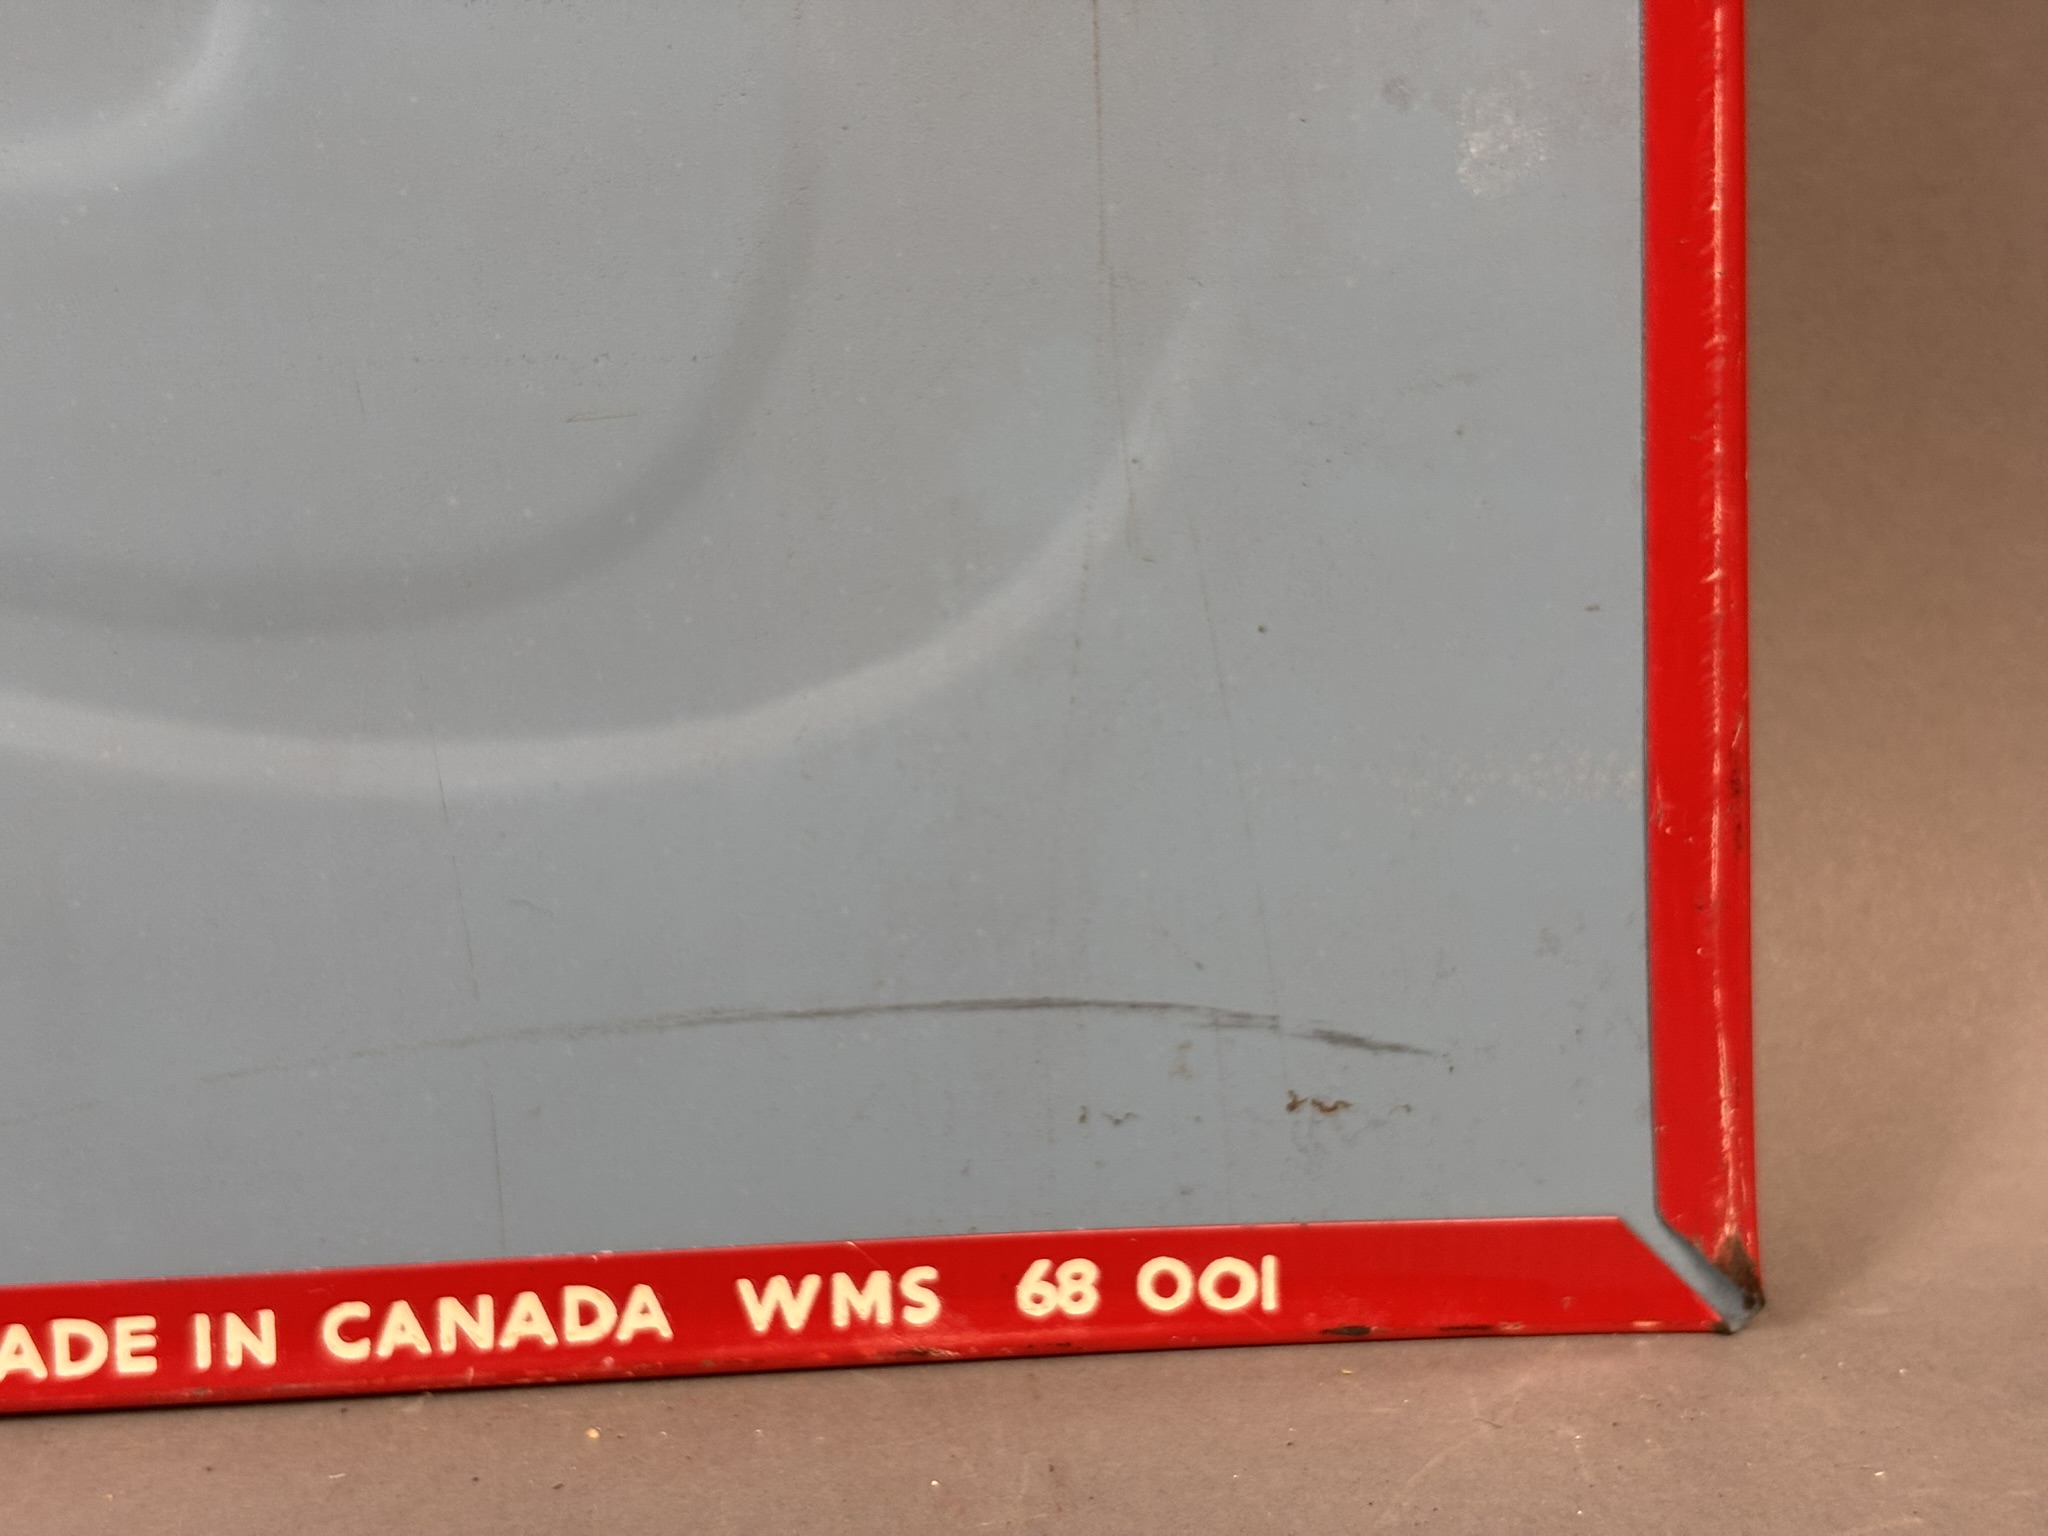 ADE IN CANADA WMS 68 001